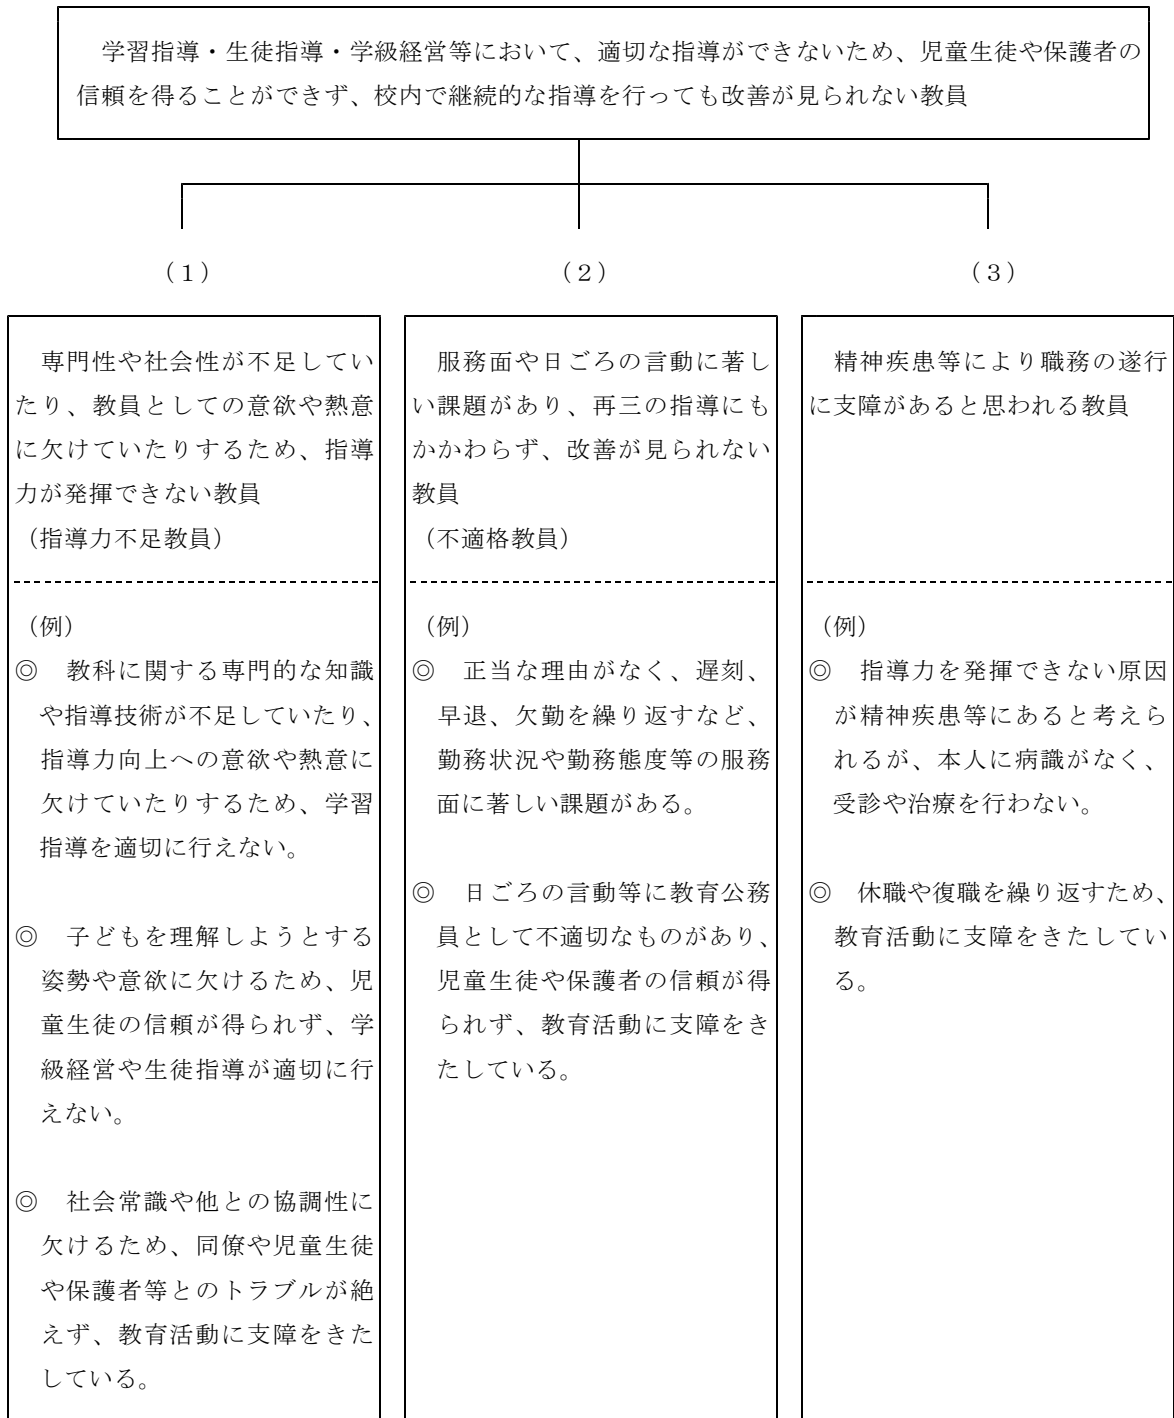 学習指導・生徒指導・学級経営等において、適切な指導ができないため、児童生徒や保護者の
信頼を得ることができず、校内で継続的な指導を行っても改善が見られない教員
（１）
（２）
（３）
専門性や社会性が不足してい
たり、教員としての意欲や熱意
に欠けていたりするため、指導
力が発揮できない教員
（指導力不足教員）
（例）
◎　教科に関する専門的な知識
や指導技術が不足していたり、
指導力向上への意欲や熱意に
欠けていたりするため、学習
指導を適切に行えない。
◎　子どもを理解しようとする
姿勢や意欲に欠けるため、児
童生徒の信頼が得られず、学
級経営や生徒指導が適切に行
えない。
◎　社会常識や他との協調性に
欠けるため、同僚や児童生徒
や保護者等とのトラブルが絶
えず、教育活動に支障をきた
している。
服務面や日ごろの言動に著し
い課題があり、再三の指導にも
かかわらず、改善が見られない
教員
（不適格教員）
（例）
◎　正当な理由がなく、遅刻、
早退、欠勤を繰り返すなど、
勤務状況や勤務態度等の服務
面に著しい課題がある。
◎　日ごろの言動等に教育公務
員として不適切なものがあり、
児童生徒や保護者の信頼が得
られず、教育活動に支障をき
たしている。
精神疾患等により職務の遂行
に支障があると思われる教員
（例）
◎　指導力を発揮できない原因
が精神疾患等にあると考えら
れるが、本人に病識がなく、
受診や治療を行わない。
◎　休職や復職を繰り返すため、
教育活動に支障をきたしてい
る。